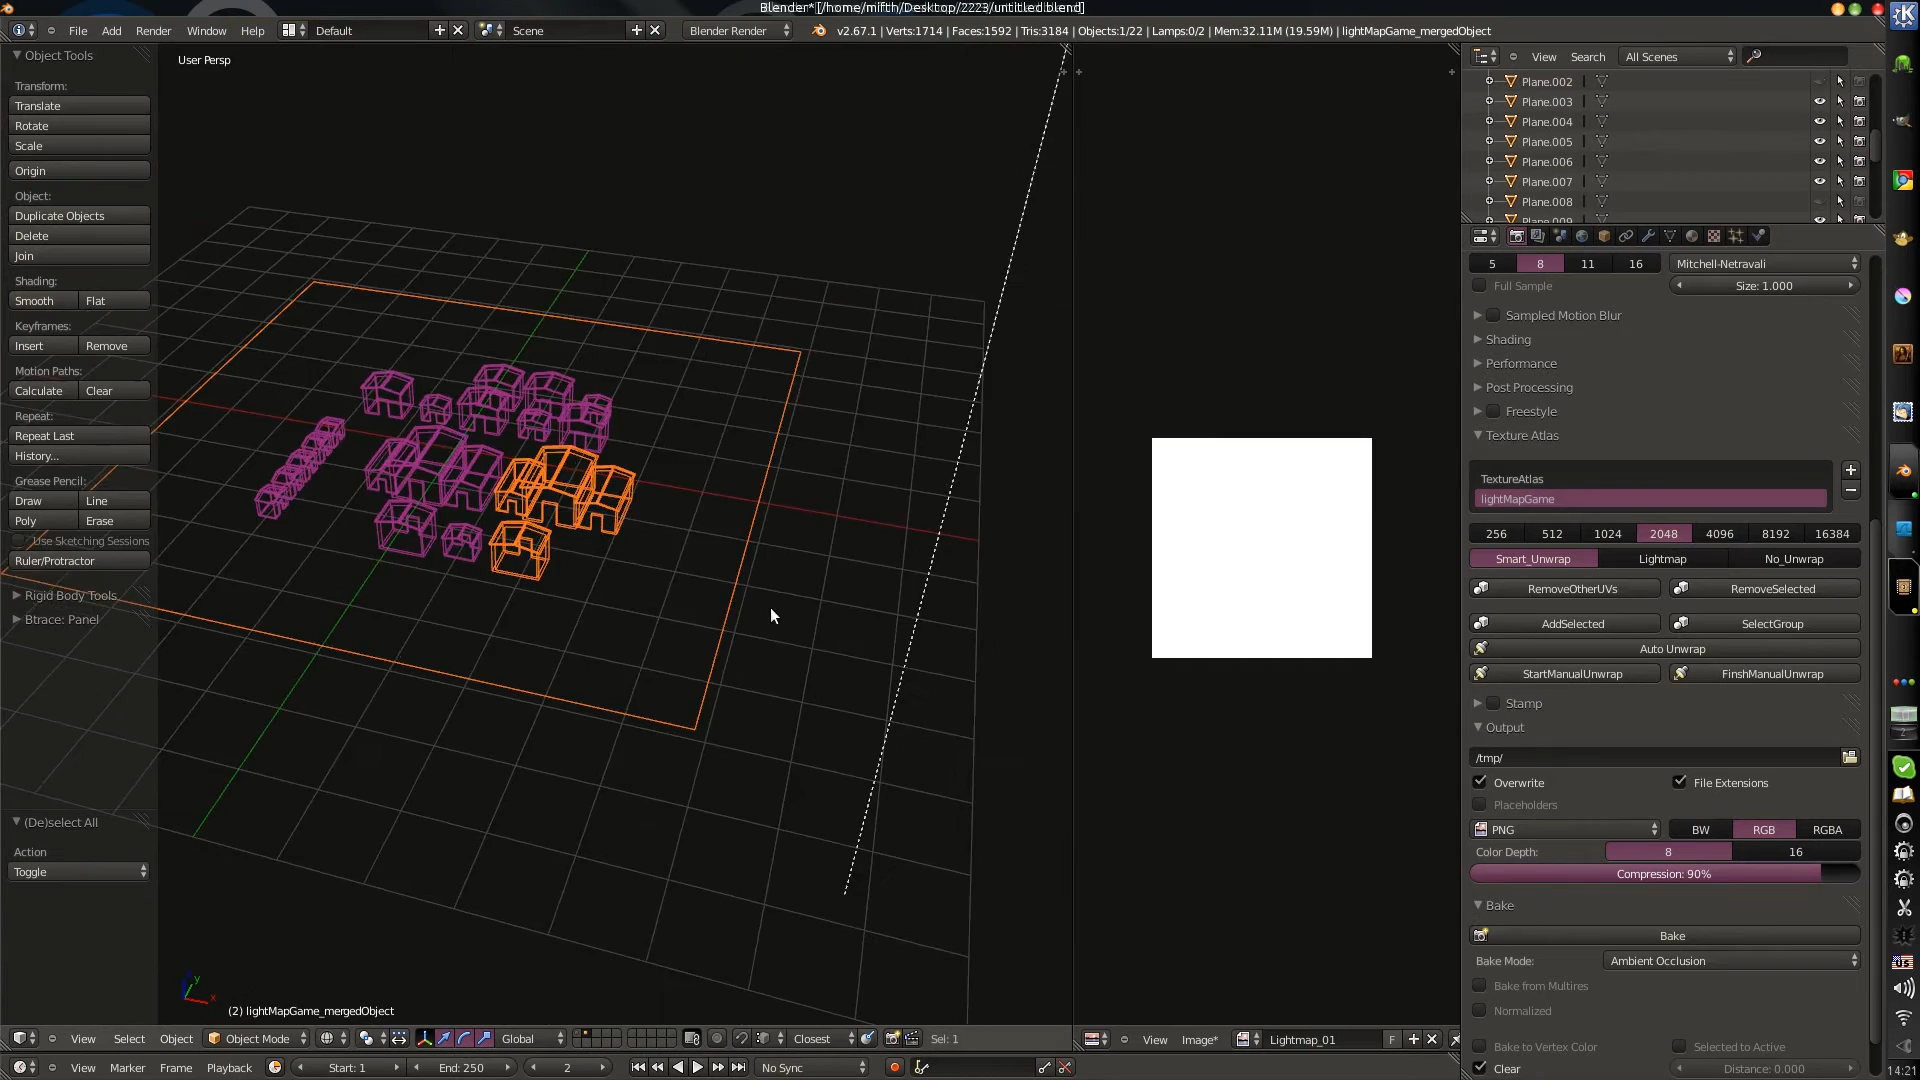 Blender*[/home/mifth/Desktop/2223/untitled.blend]
File Add Render Window Help Default Scene Blender Render v2.67.1 | Verts:1714 | Faces:1592 | Tris:3184 | Objects:1/22 | Lamps:0/2 | Mem:32.11M (19.59M) | lightMapGame_mergedObject
Object Tools
Transform:
Translate
Rotate
Scale
Origin
Object:
Duplicate Objects
Delete
Join
Shading:
Smooth Flat
Keyframes:
Insert Remove
Motion Paths:
Calculate Clear
Repeat:
Repeat Last
History...
Grease Pencil:
Draw Line
Poly Erase
Use Sketching Sessions
Ruler/Protractor
Rigid Body Tools
Btrace: Panel
(De)select All
Action
Toggle
User Persp
y
x
(2) lightMapGame_mergedObject
View Select Object Object Mode Global Closest Sel: 1
View Image* Lightmap_01 F
View Marker Frame Playback Start: 1 End: 250 2 No Sync
View Search All Scenes
Plane.002
Plane.003
Plane.004
Plane.005
Plane.006
Plane.007
Plane.008
Plane.009
5 8 11 16 Mitchell-Netravali
Full Sample Size: 1.000
Sampled Motion Blur
Shading
Performance
Post Processing
Freestyle
Texture Atlas
TextureAtlas
lightMapGame
256 512 1024 2048 4096 8192 16384
Smart_Unwrap Lightmap No_Unwrap
RemoveOtherUVs RemoveSelected
AddSelected SelectGroup
Auto Unwrap
StartManualUnwrap FinshManualUnwrap
Stamp
Output
/tmp/
Overwrite File Extensions
Placeholders
PNG BW RGB RGBA
Color Depth: 8 16
Compression: 90%
Bake
Bake
Bake Mode: Ambient Occlusion
Bake from Multires
Normalized
Bake to Vertex Color Selected to Active
Clear Distance: 0.000
2
US
14:21